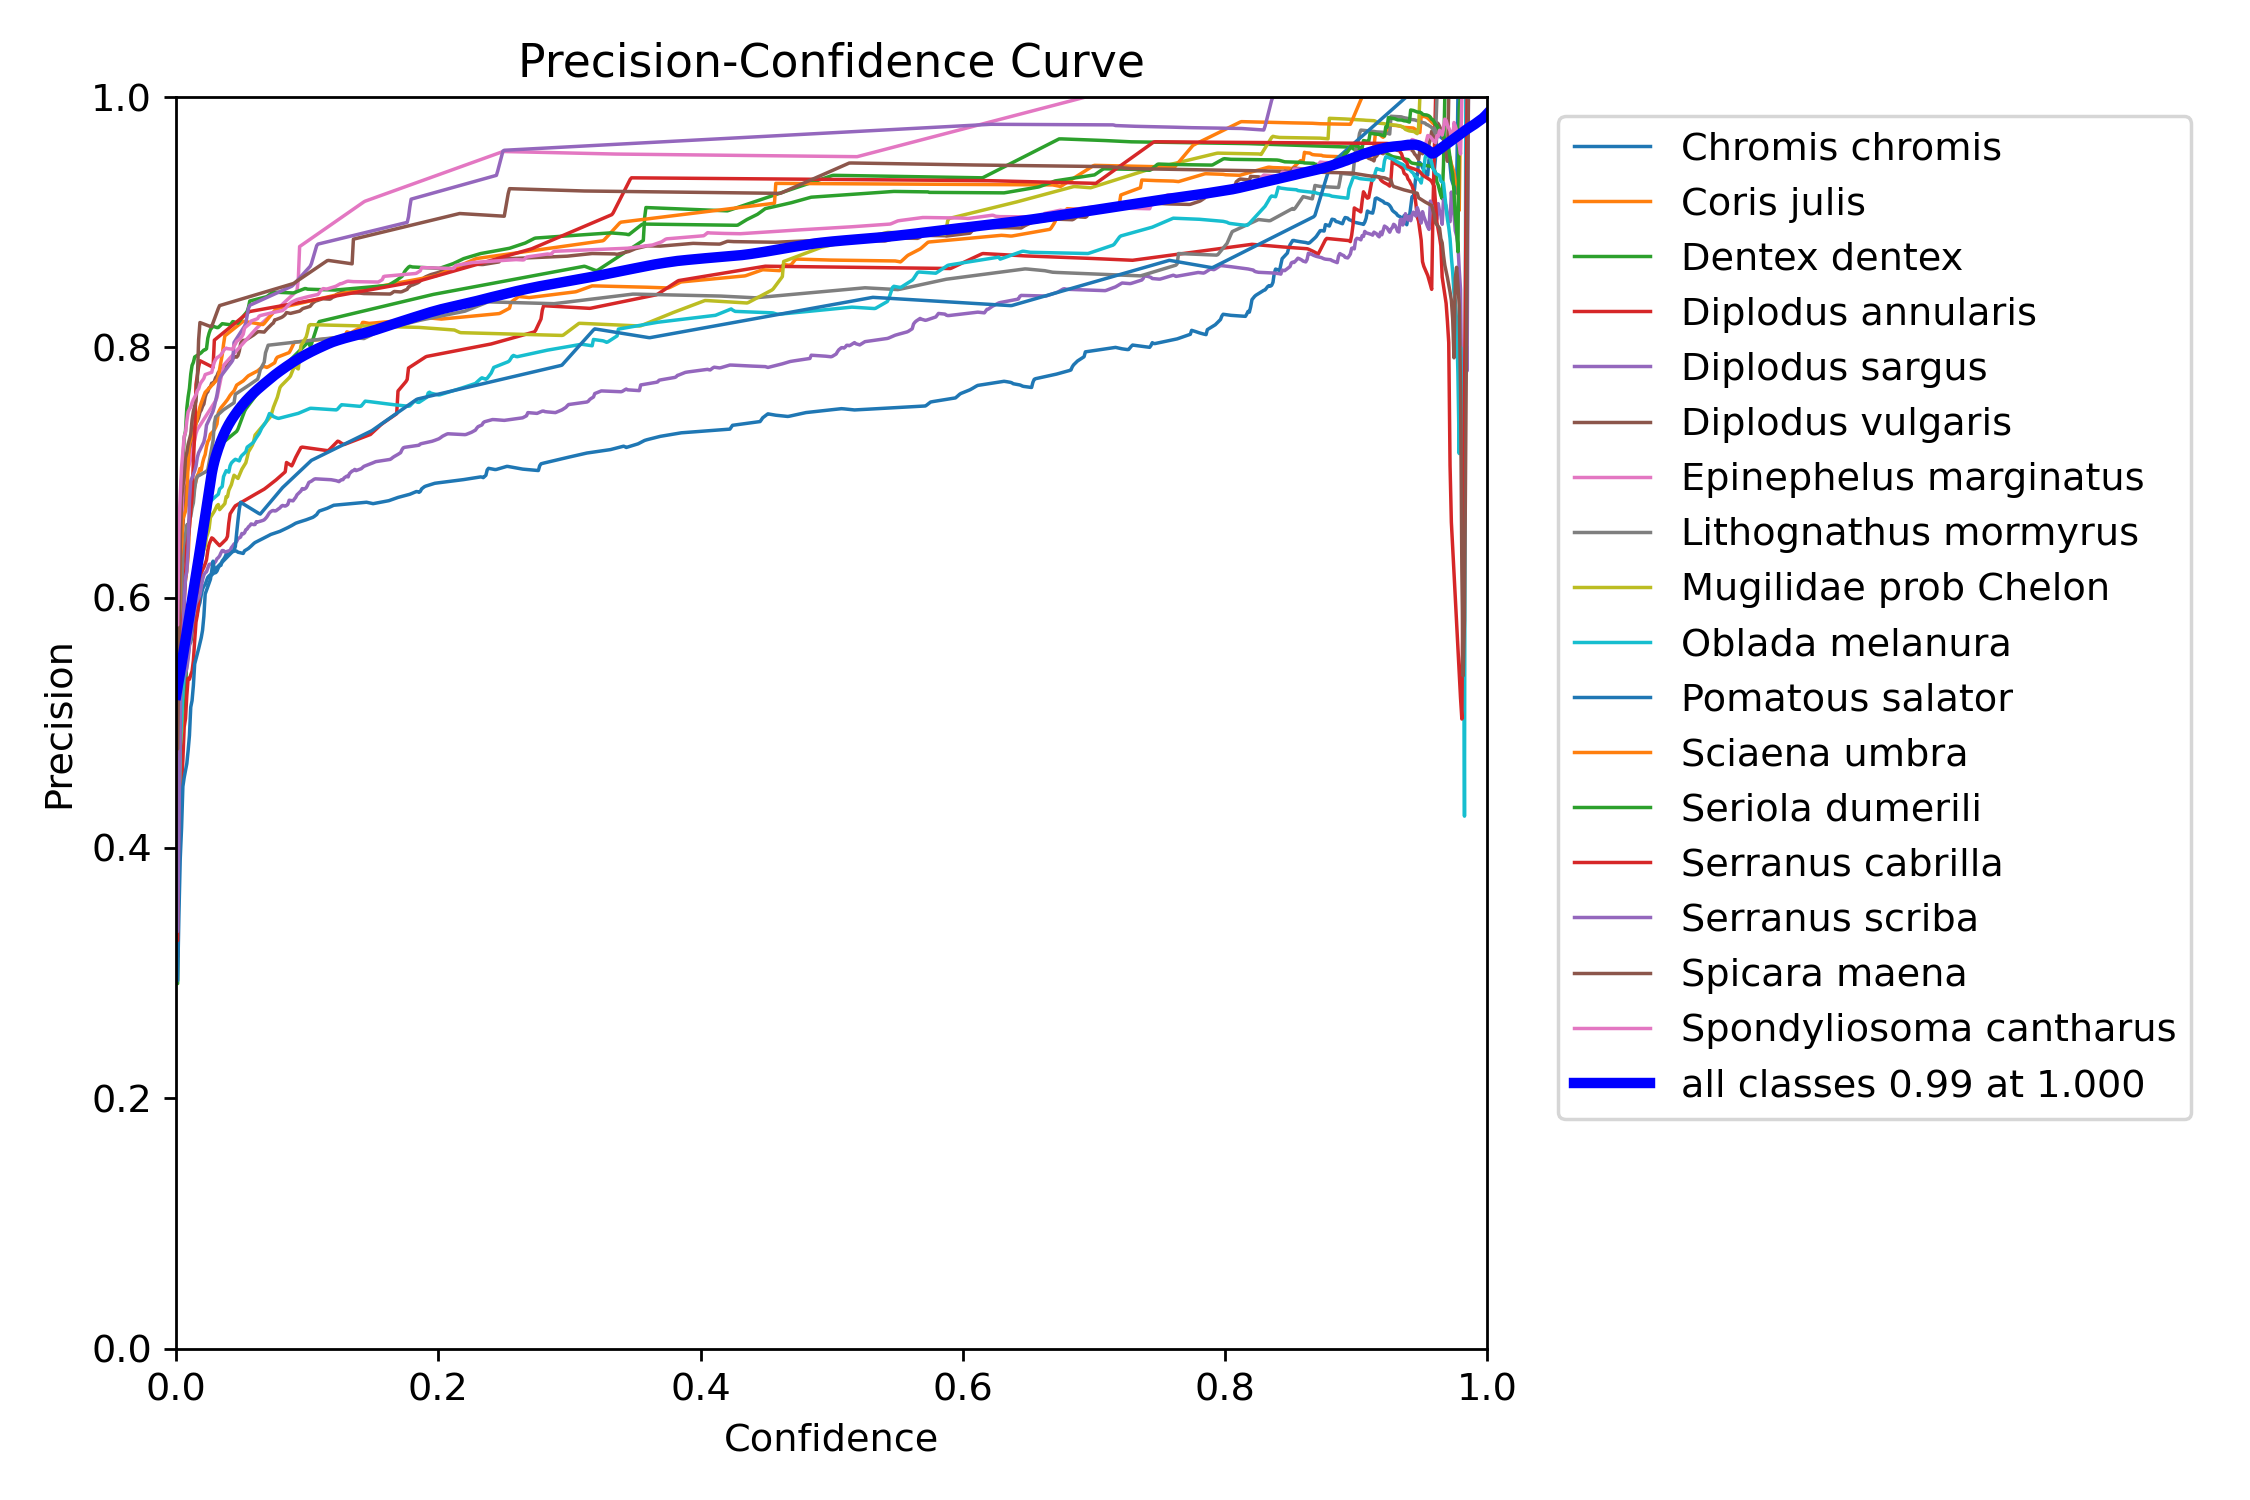 Precision-Confidence Curve
1.0
0.8
0.6
0.4
0.2
0.0
Precision
0.0 0.2 0.4 0.6 0.8 1.0
Confidence
Chromis chromis
Coris julis
Dentex dentex
Diplodus annularis
Diplodus sargus
Diplodus vulgaris
Epinephelus marginatus
Lithognathus mormyrus
Mugilidae prob Chelon
Oblada melanura
Pomatous salator
Sciaena umbra
Seriola dumerili
Serranus cabrilla
Serranus scriba
Spicara maena
Spondyliosoma cantharus
all classes 0.99 at 1.000